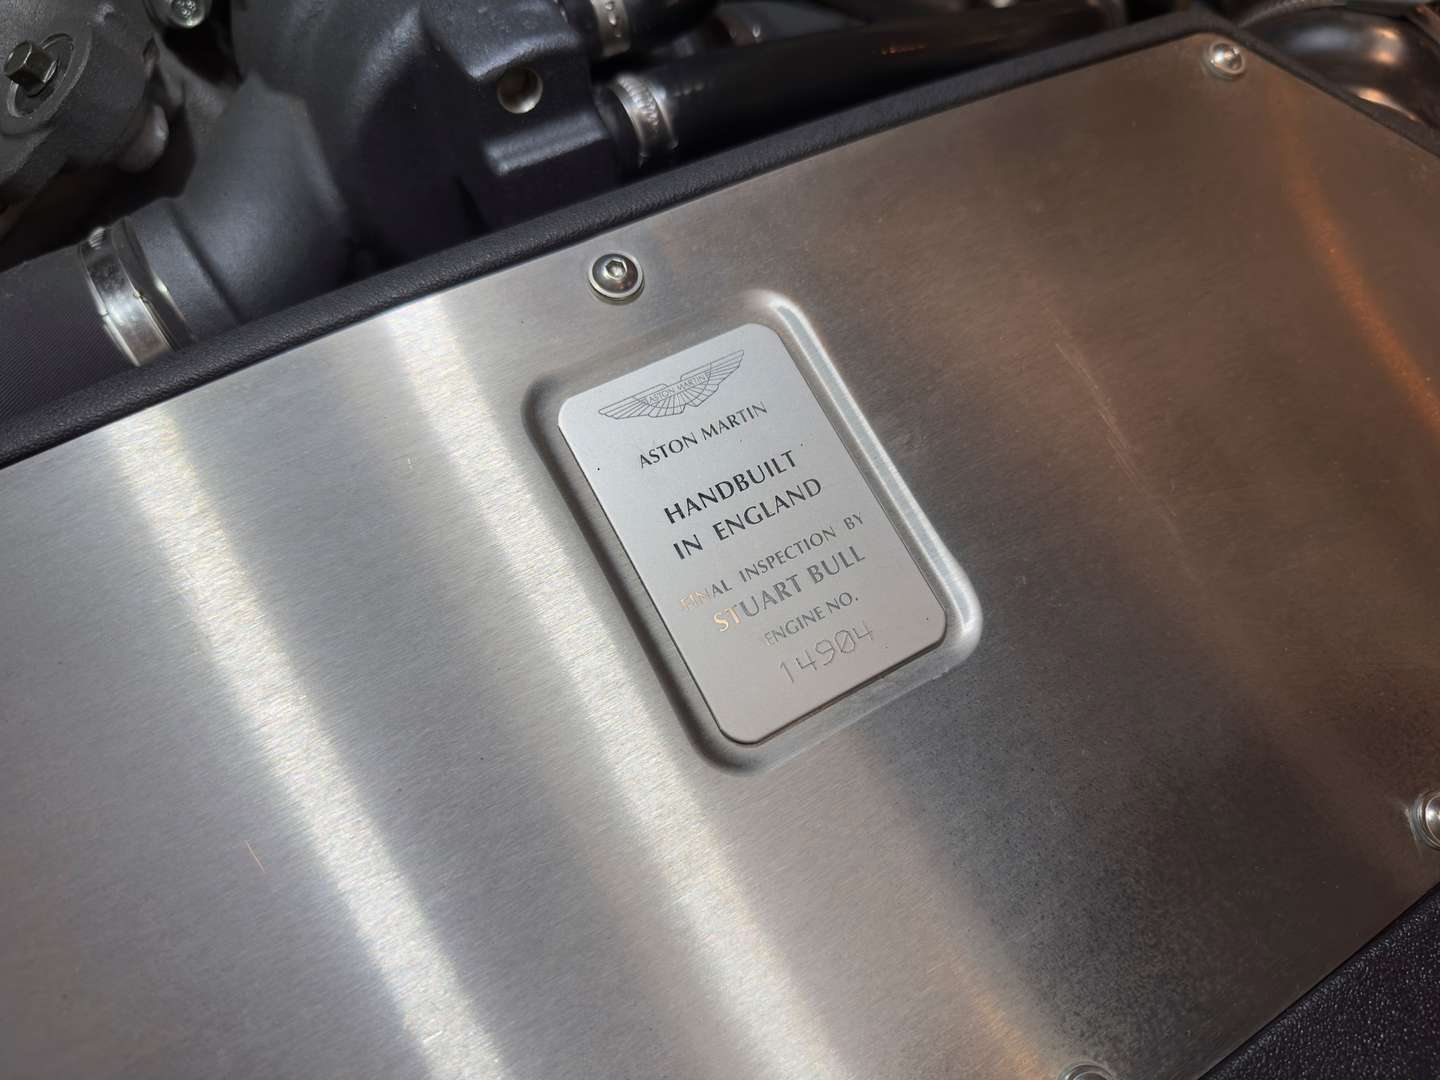 ASTON MARTIN
ASTON MARTIN
HANDBUILT
IN ENGLAND
FINAL INSPECTION BY
STUART BULL
ENGINE NO.
14904